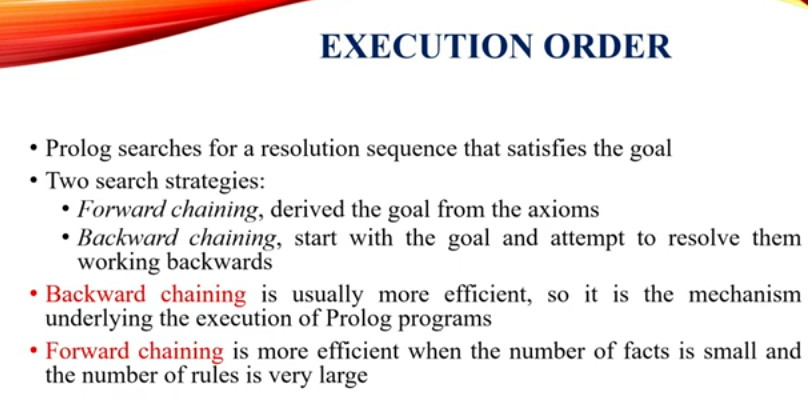 EXECUTION ORDER
• Prolog searches for a resolution sequence that satisfies the goal
• Two search strategies:
• Forward chaining, derived the goal from the axioms
• Backward chaining, start with the goal and attempt to resolve them
working backwards
• Backward chaining is usually more efficient, so it is the mechanism
underlying the execution of Prolog programs
• Forward chaining is more efficient when the number of facts is small and
the number of rules is very large